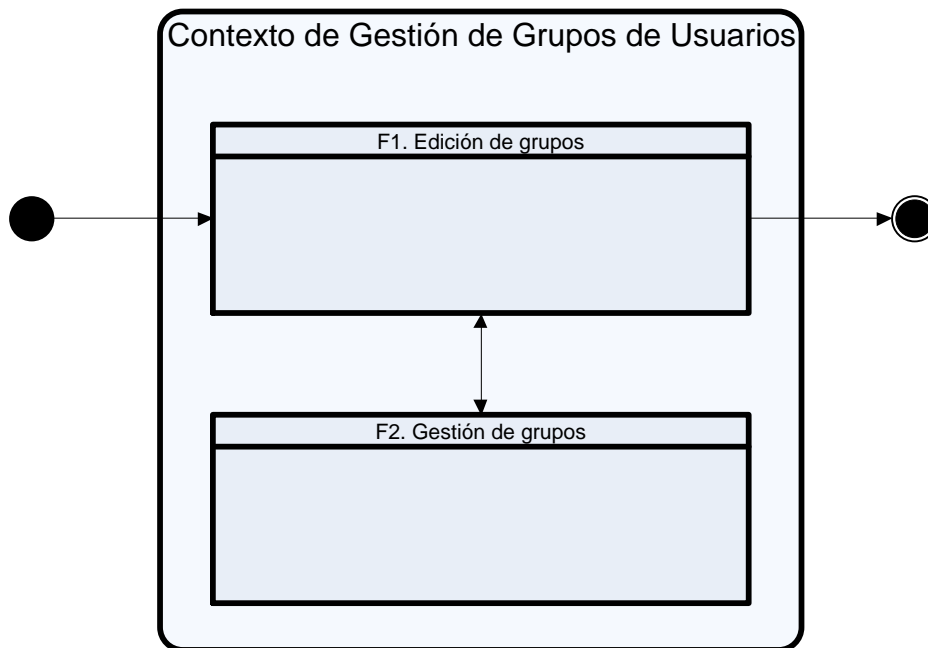 Contexto de Gestión de Grupos de Usuarios
F1. Edición de grupos
F2. Gestión de grupos